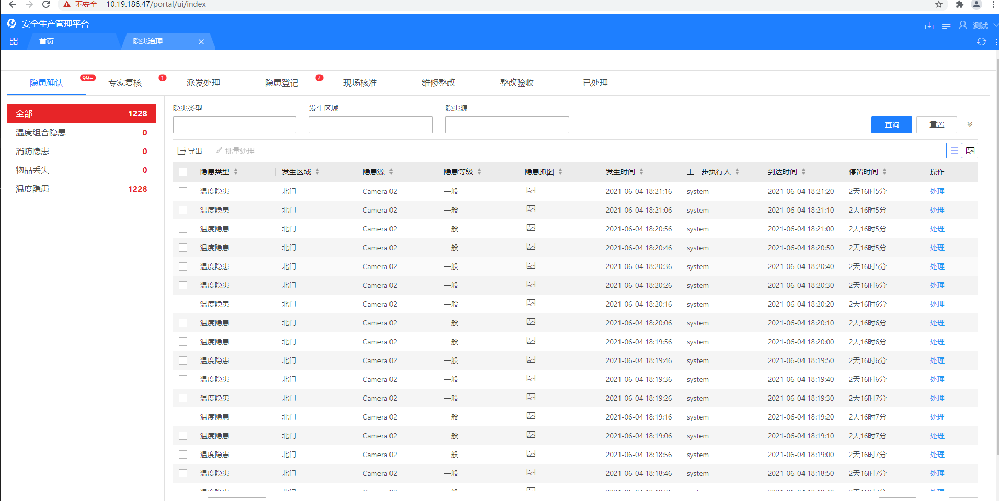 不安全 10.19.186.47/portal/ui/index
安全生产管理平台
测试
首页 隐患治理
隐患确认 99+ 专家复核 1 派发处理 隐患登记 2 现场核准 维修整改 整改验收 已处理
全部 1228
温度组合隐患 0
消防隐患 0
物品丢失 0
温度隐患 1228
隐患类型 发生区域 隐患源
查询 重置
导出 批量处理
隐患类型 发生区域 隐患源 隐患等级 隐患抓图 发生时间 上一步执行人 到达时间 停留时间 操作
温度隐患 北门 Camera 02 一般 2021-06-04 18:21:16 system 2021-06-04 18:21:20 2天16时5分 处理
温度隐患 北门 Camera 02 一般 2021-06-04 18:21:06 system 2021-06-04 18:21:10 2天16时5分 处理
温度隐患 北门 Camera 02 一般 2021-06-04 18:20:56 system 2021-06-04 18:21:00 2天16时5分 处理
温度隐患 北门 Camera 02 一般 2021-06-04 18:20:46 system 2021-06-04 18:20:50 2天16时5分 处理
温度隐患 北门 Camera 02 一般 2021-06-04 18:20:36 system 2021-06-04 18:20:40 2天16时5分 处理
温度隐患 北门 Camera 02 一般 2021-06-04 18:20:26 system 2021-06-04 18:20:30 2天16时6分 处理
温度隐患 北门 Camera 02 一般 2021-06-04 18:20:16 system 2021-06-04 18:20:20 2天16时6分 处理
温度隐患 北门 Camera 02 一般 2021-06-04 18:20:06 system 2021-06-04 18:20:10 2天16时6分 处理
温度隐患 北门 Camera 02 一般 2021-06-04 18:19:56 system 2021-06-04 18:20:00 2天16时6分 处理
温度隐患 北门 Camera 02 一般 2021-06-04 18:19:46 system 2021-06-04 18:19:50 2天16时6分 处理
温度隐患 北门 Camera 02 一般 2021-06-04 18:19:36 system 2021-06-04 18:19:40 2天16时6分 处理
温度隐患 北门 Camera 02 一般 2021-06-04 18:19:26 system 2021-06-04 18:19:30 2天16时7分 处理
温度隐患 北门 Camera 02 一般 2021-06-04 18:19:16 system 2021-06-04 18:19:20 2天16时7分 处理
温度隐患 北门 Camera 02 一般 2021-06-04 18:19:06 system 2021-06-04 18:19:10 2天16时7分 处理
温度隐患 北门 Camera 02 一般 2021-06-04 18:18:56 system 2021-06-04 18:19:00 2天16时7分 处理
温度隐患 北门 Camera 02 一般 2021-06-04 18:18:46 system 2021-06-04 18:18:50 2天16时7分 处理